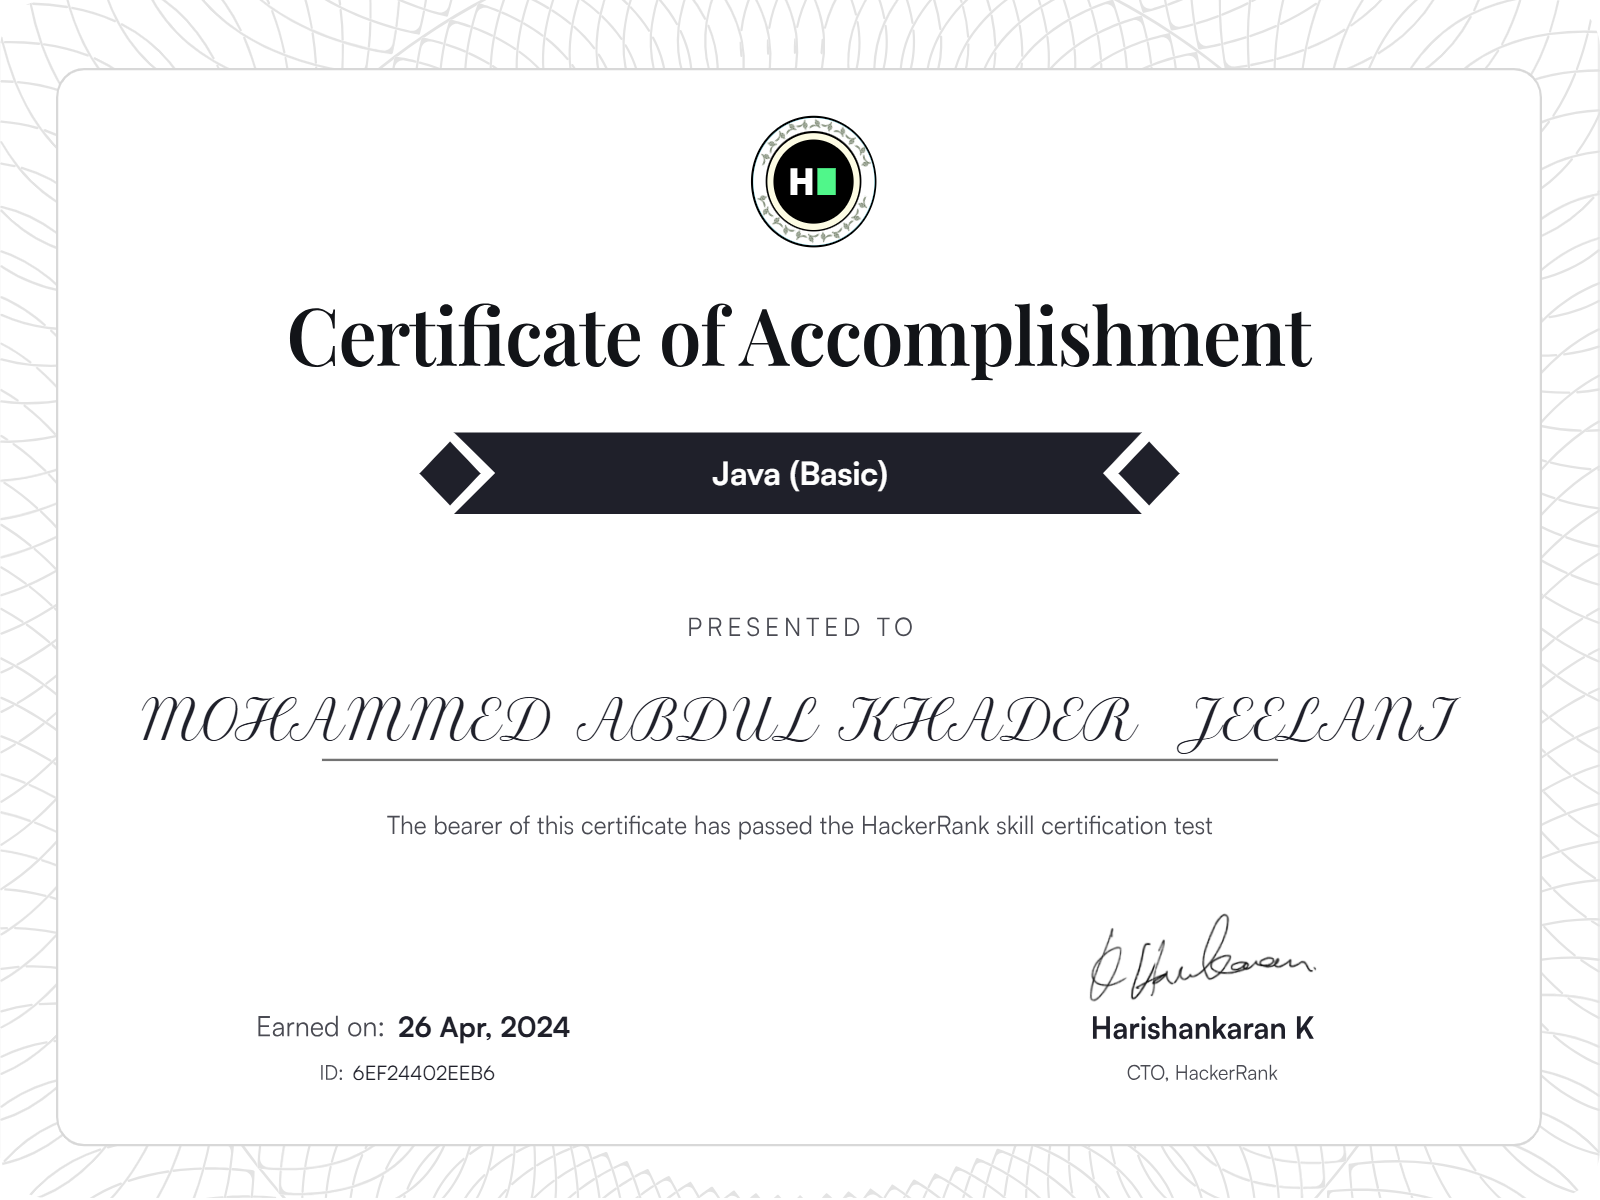 H
Certificate of Accomplishment
Java (Basic)
PRESENTED TO
MOHAMMED ABDUL KHADER JEELANI
The bearer of this certificate has passed the HackerRank skill certification test
Earned on: 26 Apr, 2024
ID: 6EF24402EEB6
Harishankaran K
CTO, HackerRank